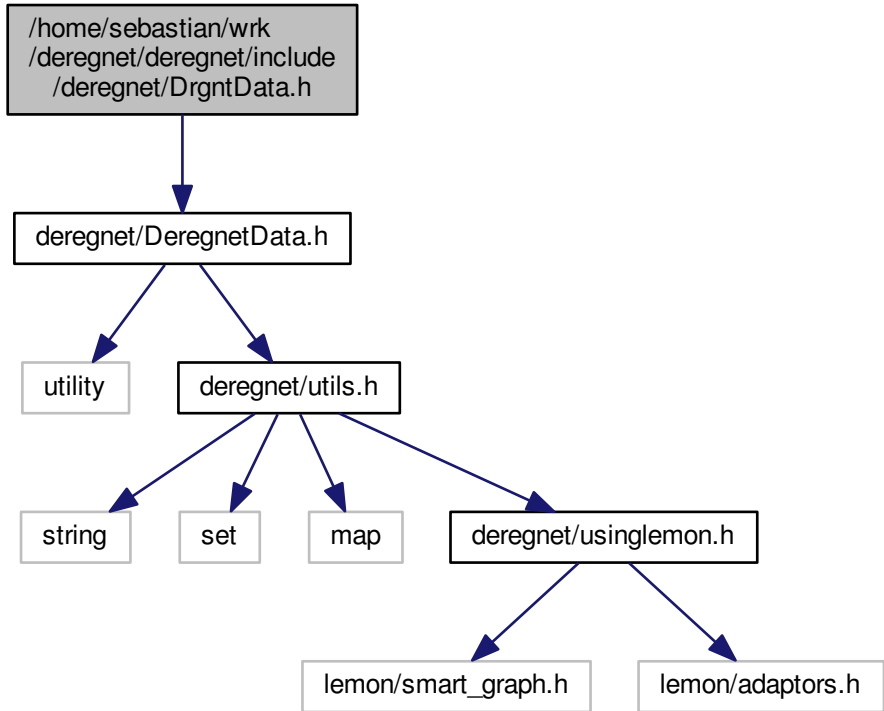 /home/sebastian/wrk
/deregnet/deregnet/include
/deregnet/DrgntData.h
deregnet/DeregnetData.h
utility
deregnet/utils.h
string
set
map
deregnet/usinglemon.h
lemon/smart_graph.h
lemon/adaptors.h